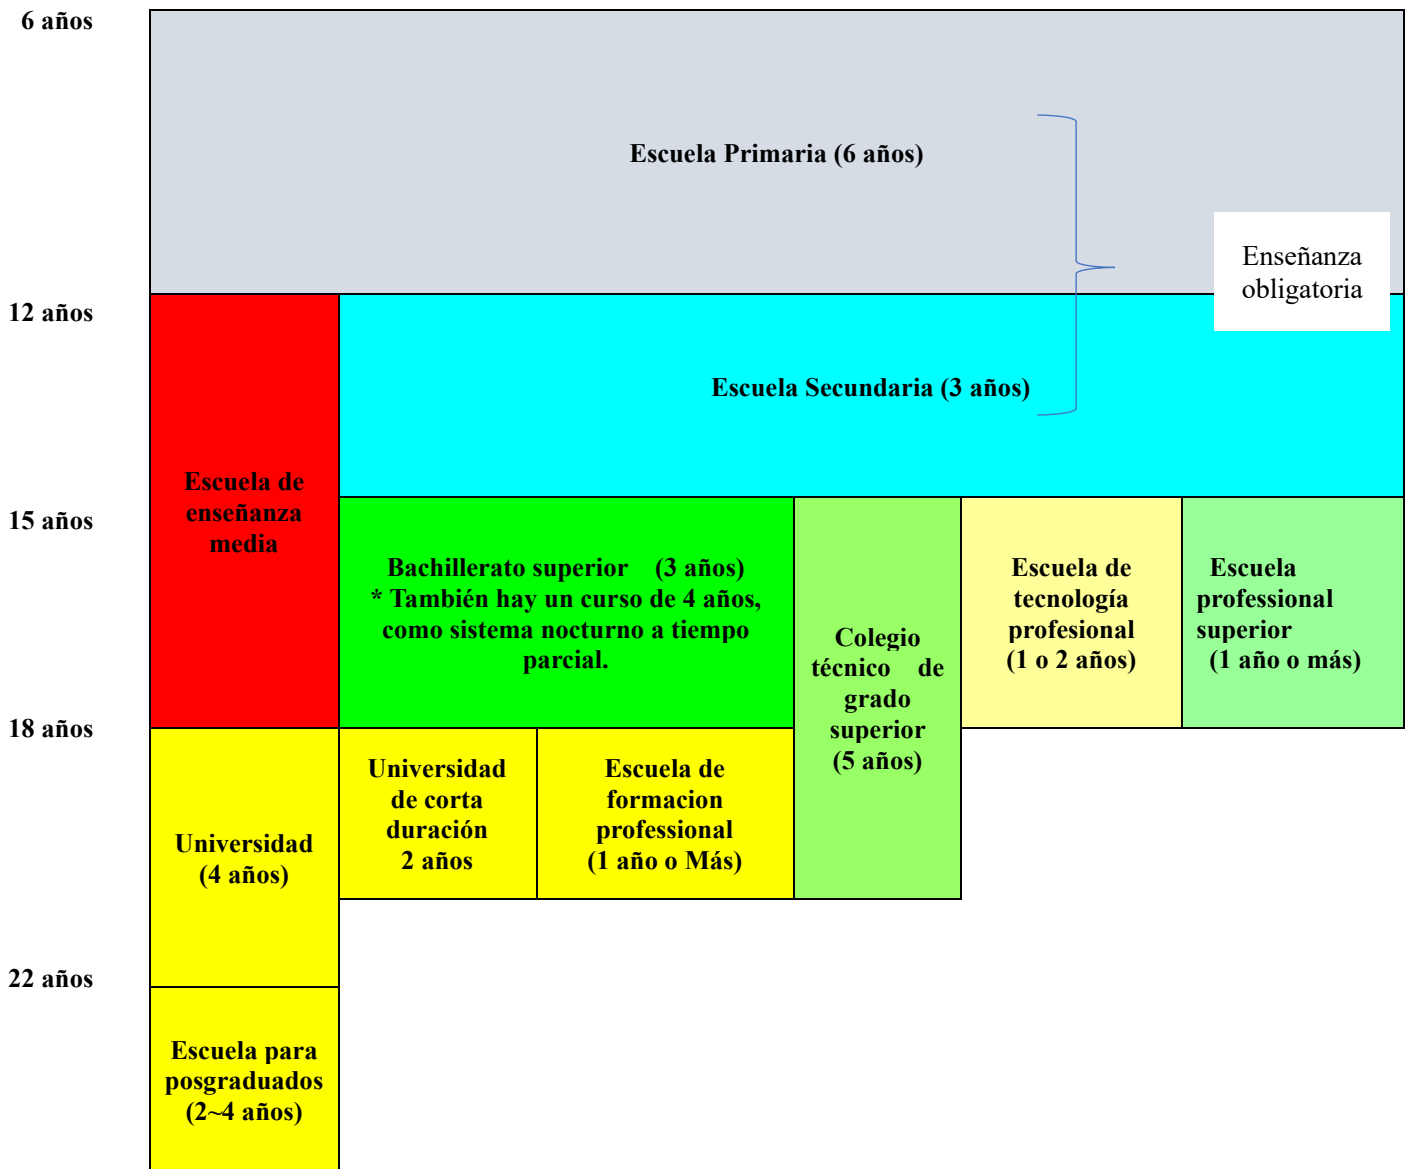 6 años
Escuela Primaria (6 años)
Enseñanza
obligatoria
12 años
Escuela Secundaria (3 años)
Escuela de
enseñanza
media
15 años
Bachillerato superior (3 años)
* También hay un curso de 4 años,
como sistema nocturno a tiempo
parcial.
Colegio
técnico de
grado
superior
(5 años)
Escuela de
tecnología
profesional
(1 o 2 años)
Escuela
professional
superior
(1 año o más)
18 años
Universidad
(4 años)
Universidad
de corta
duración
2 años
Escuela de
formacion
professional
(1 año o Más)
22 años
Escuela para
posgraduados
(2~4 años)